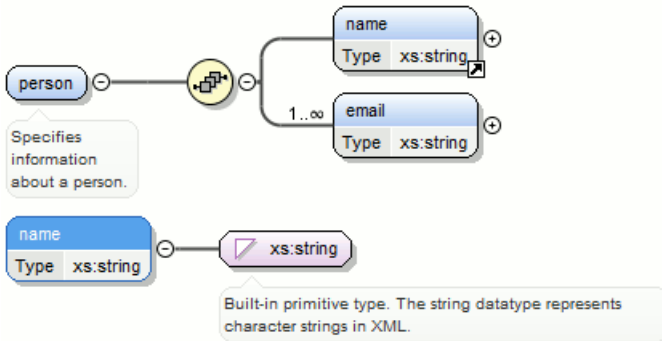 name
Type xs:string
person
1..∞
email
Type xs:string
Specifies
information
about a person.
name
Type xs:string
xs:string
Built-in primitive type. The string datatype represents
character strings in XML.